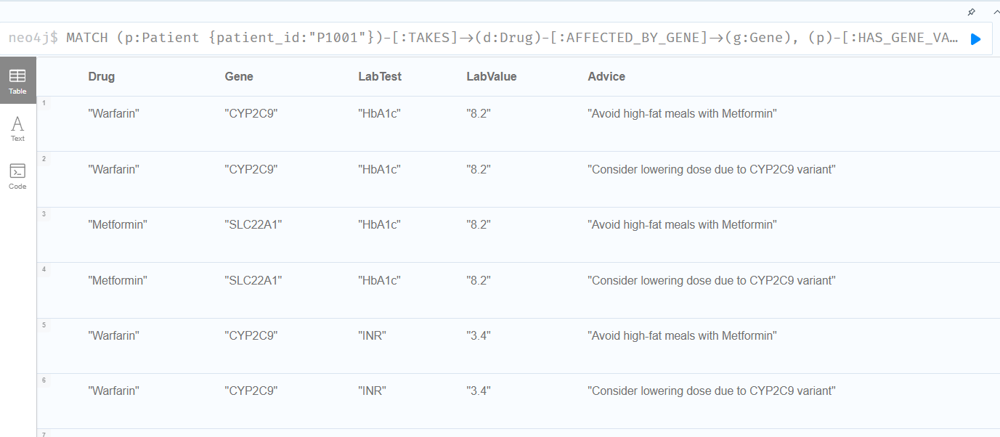 neo4j$ MATCH (p:Patient {patient_id:"P1001"})-[:TAKES]→(d:Drug)-[:AFFECTED_BY_GENE]→(g:Gene), (p)-[:HAS_GENE_VA…
Table
Text
Code
Drug Gene LabTest LabValue Advice
1
"Warfarin" "CYP2C9" "HbA1c" "8.2" "Avoid high-fat meals with Metformin"
2
"Warfarin" "CYP2C9" "HbA1c" "8.2" "Consider lowering dose due to CYP2C9 variant"
3
"Metformin" "SLC22A1" "HbA1c" "8.2" "Avoid high-fat meals with Metformin"
4
"Metformin" "SLC22A1" "HbA1c" "8.2" "Consider lowering dose due to CYP2C9 variant"
5
"Warfarin" "CYP2C9" "INR" "3.4" "Avoid high-fat meals with Metformin"
6
"Warfarin" "CYP2C9" "INR" "3.4" "Consider lowering dose due to CYP2C9 variant"
7